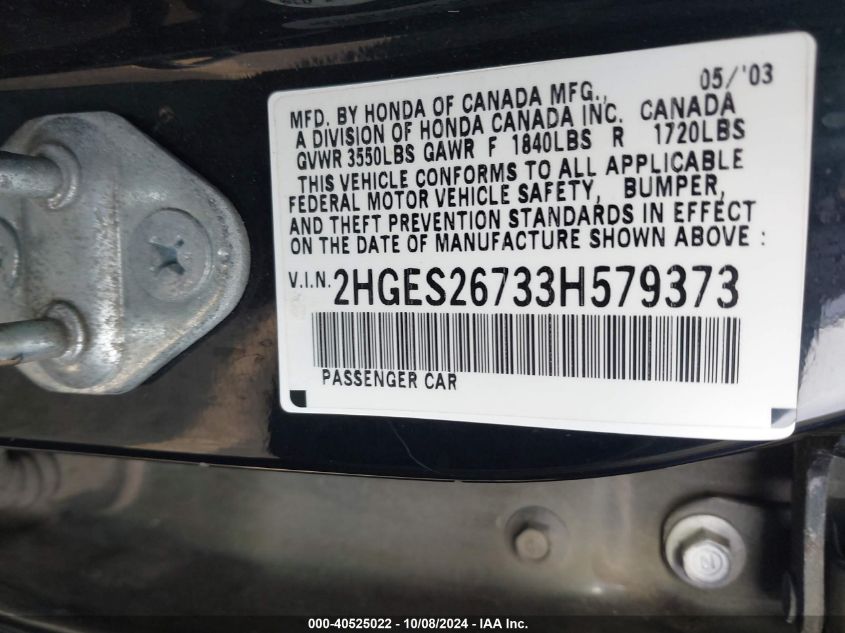 05/'03
MFD. BY HONDA OF CANADA MFG.,
A DIVISION OF HONDA CANADA INC. CANADA
GVWR 3550LBS GAWR F 1840LBS R 1720LBS
THIS VEHICLE CONFORMS TO ALL APPLICABLE
FEDERAL MOTOR VEHICLE SAFETY, BUMPER,
AND THEFT PREVENTION STANDARDS IN EFFECT
ON THE DATE OF MANUFACTURE SHOWN ABOVE :
V.I.N. 2HGES26733H579373
PASSENGER CAR
000-40525022 - 10/08/2024 - IAA Inc.